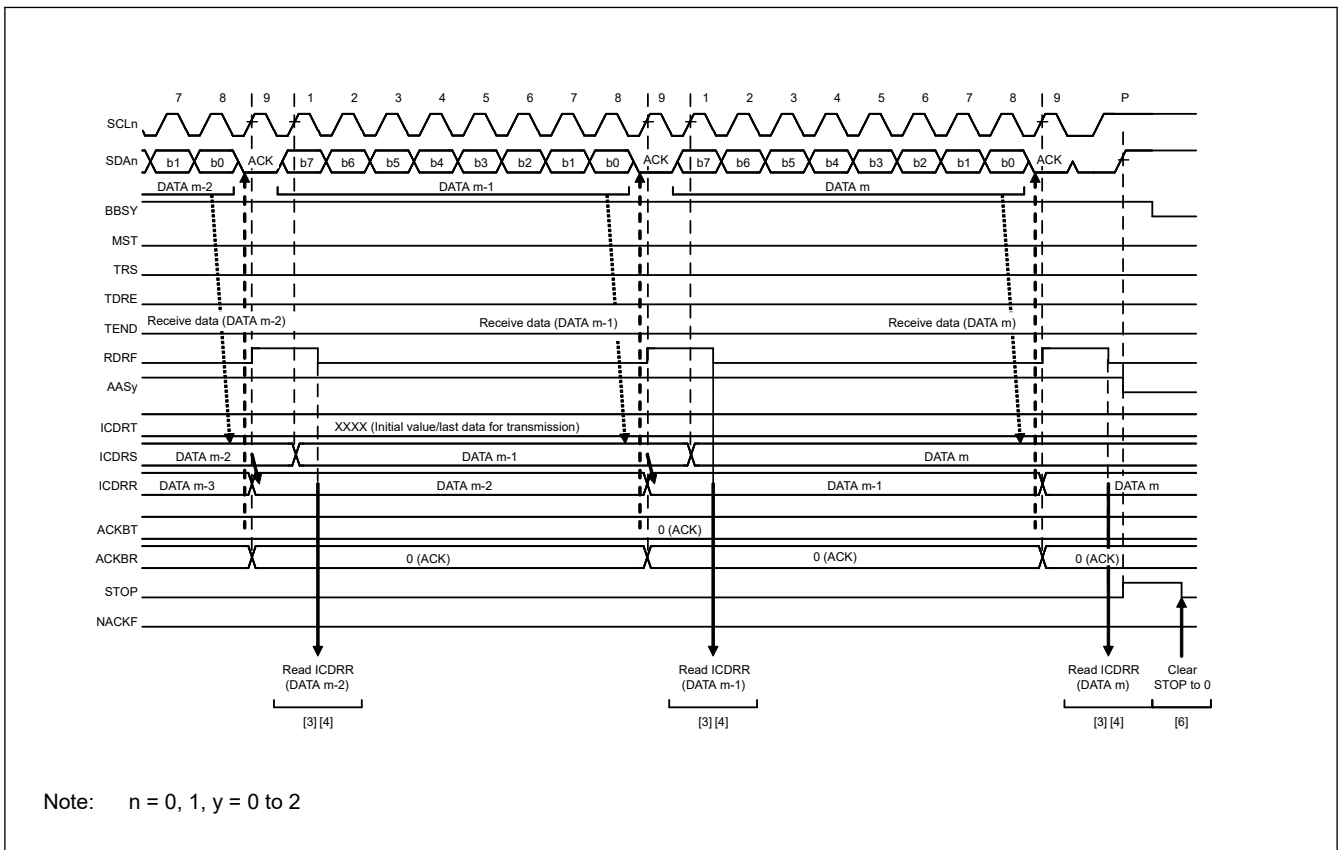 7 8 9 1 2 3 4 5 6 7 8 9 1 2 3 4 5 6 7 8 9 P
SCLn
SDAn b1 b0 ACK b7 b6 b5 b4 b3 b2 b1 b0 ACK b7 b6 b5 b4 b3 b2 b1 b0 ACK
DATA m-2 DATA m-1 DATA m
BBSY
MST
TRS
TDRE
Receive data (DATA m-2) Receive data (DATA m-1) Receive data (DATA m)
TEND
RDRF
AASy
ICDRT XXXX (Initial value/last data for transmission)
ICDRS DATA m-2 DATA m-1 DATA m
ICDRR DATA m-3 DATA m-2 DATA m-1 DATA m
ACKBT 0 (ACK)
ACKBR 0 (ACK) 0 (ACK) 0 (ACK)
STOP
NACKF
Read ICDRR Read ICDRR Read ICDRR Clear
(DATA m-2) (DATA m-1) (DATA m) STOP to 0
[3] [4] [3] [4] [3] [4] [6]
Note: n = 0, 1, y = 0 to 2